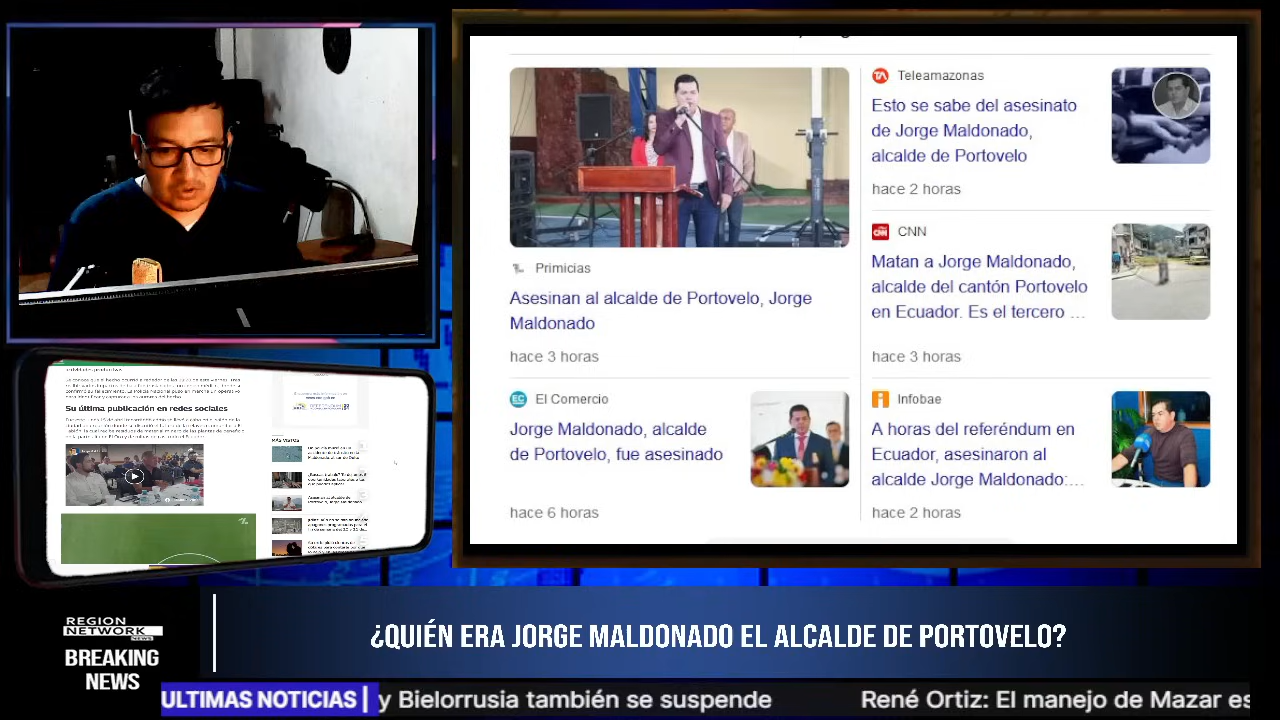 Teleamazonas
Esto se sabe del asesinato
de Jorge Maldonado,
alcalde de Portovelo
hace 2 horas
CNN
Matan a Jorge Maldonado,
alcalde del cantón Portovelo
en Ecuador. Es el tercero ...
hace 3 horas
Primicias
Asesinan al alcalde de Portovelo, Jorge
Maldonado
hace 3 horas
EC El Comercio
Jorge Maldonado, alcalde
de Portovelo, fue asesinado
hace 6 horas
Infobae
A horas del referéndum en
Ecuador, asesinaron al
alcalde Jorge Maldonado:...
hace 2 horas
Su última publicación en redes sociales
MÁS VISTOS
REGION
NETWORK
NEWS
BREAKING
NEWS
¿QUIÉN ERA JORGE MALDONADO EL ALCALDE DE PORTOVELO?
ULTIMAS NOTICIAS | y Bielorrusia también se suspende René Ortiz: El manejo de Mazar es